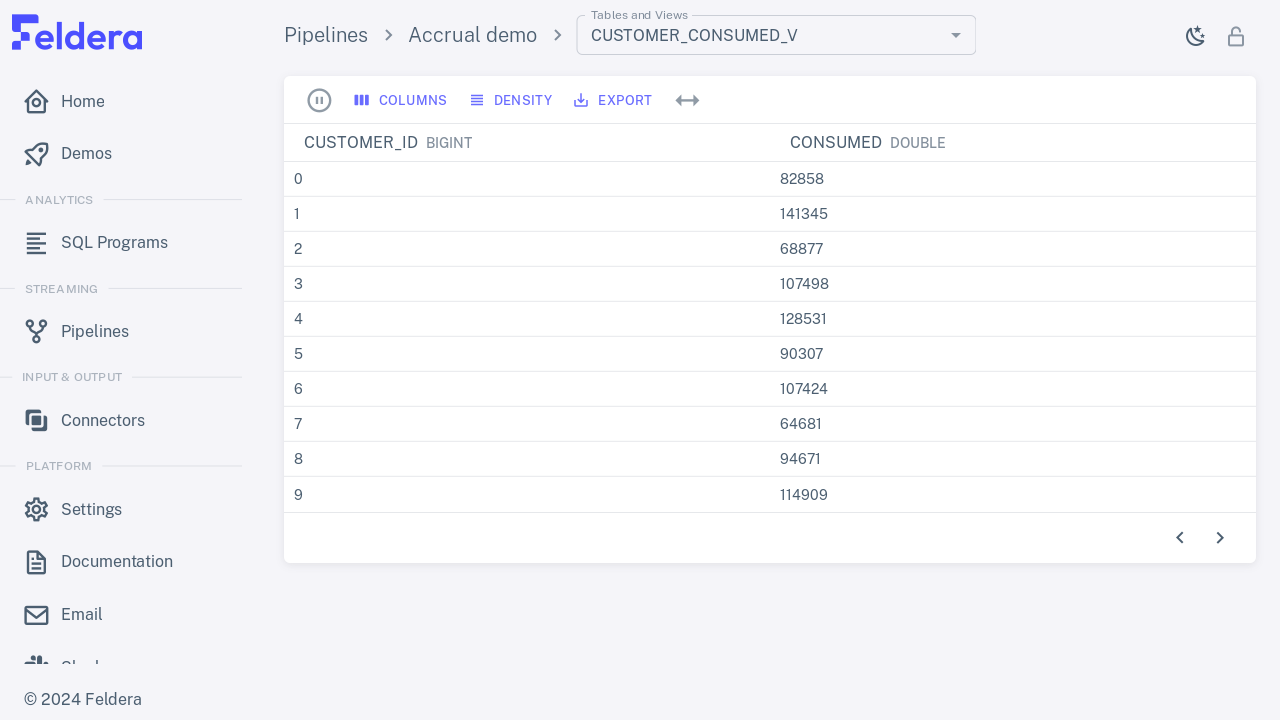 Feldera
Pipelines > Accrual demo >
Tables and Views
CUSTOMER_CONSUMED_V
Home
Demos
ANALYTICS
SQL Programs
STREAMING
Pipelines
INPUT & OUTPUT
Connectors
PLATFORM
Settings
Documentation
Email
© 2024 Feldera
COLUMNS DENSITY EXPORT
CUSTOMER_ID BIGINT CONSUMED DOUBLE
0 82858
1 141345
2 68877
3 107498
4 128531
5 90307
6 107424
7 64681
8 94671
9 114909